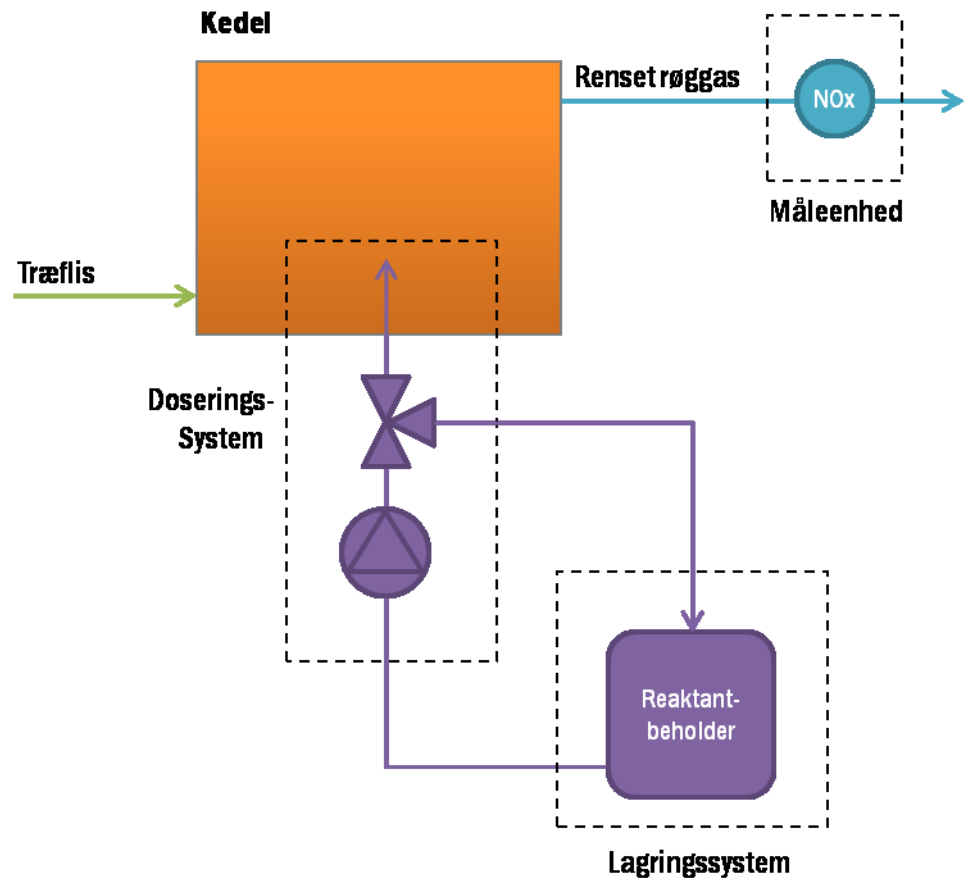 Kedel
Renset røggas
NOx
Måleenhed
Træflis
Doserings-
System
Reaktant-
beholder
Lagringssystem